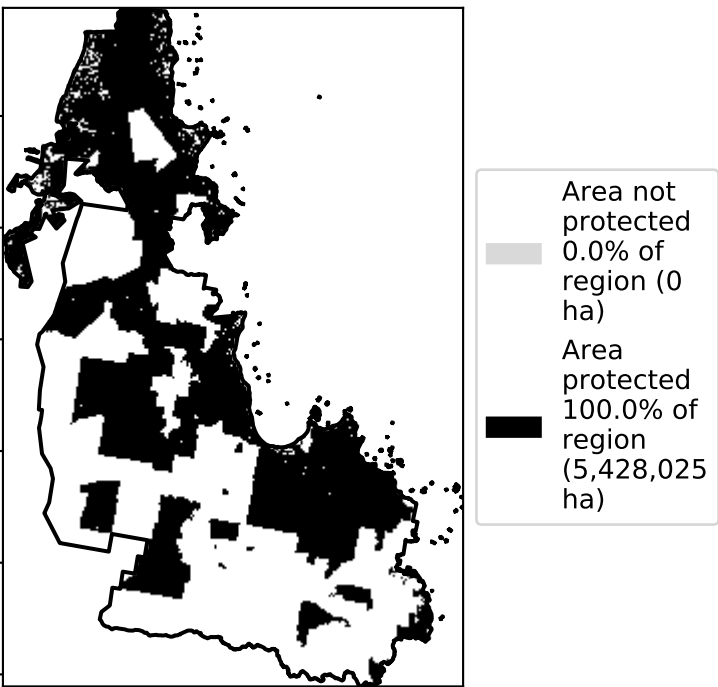 Area not
protected
0.0% of
region (0
ha)
Area
protected
100.0% of
region
(5,428,025
ha)